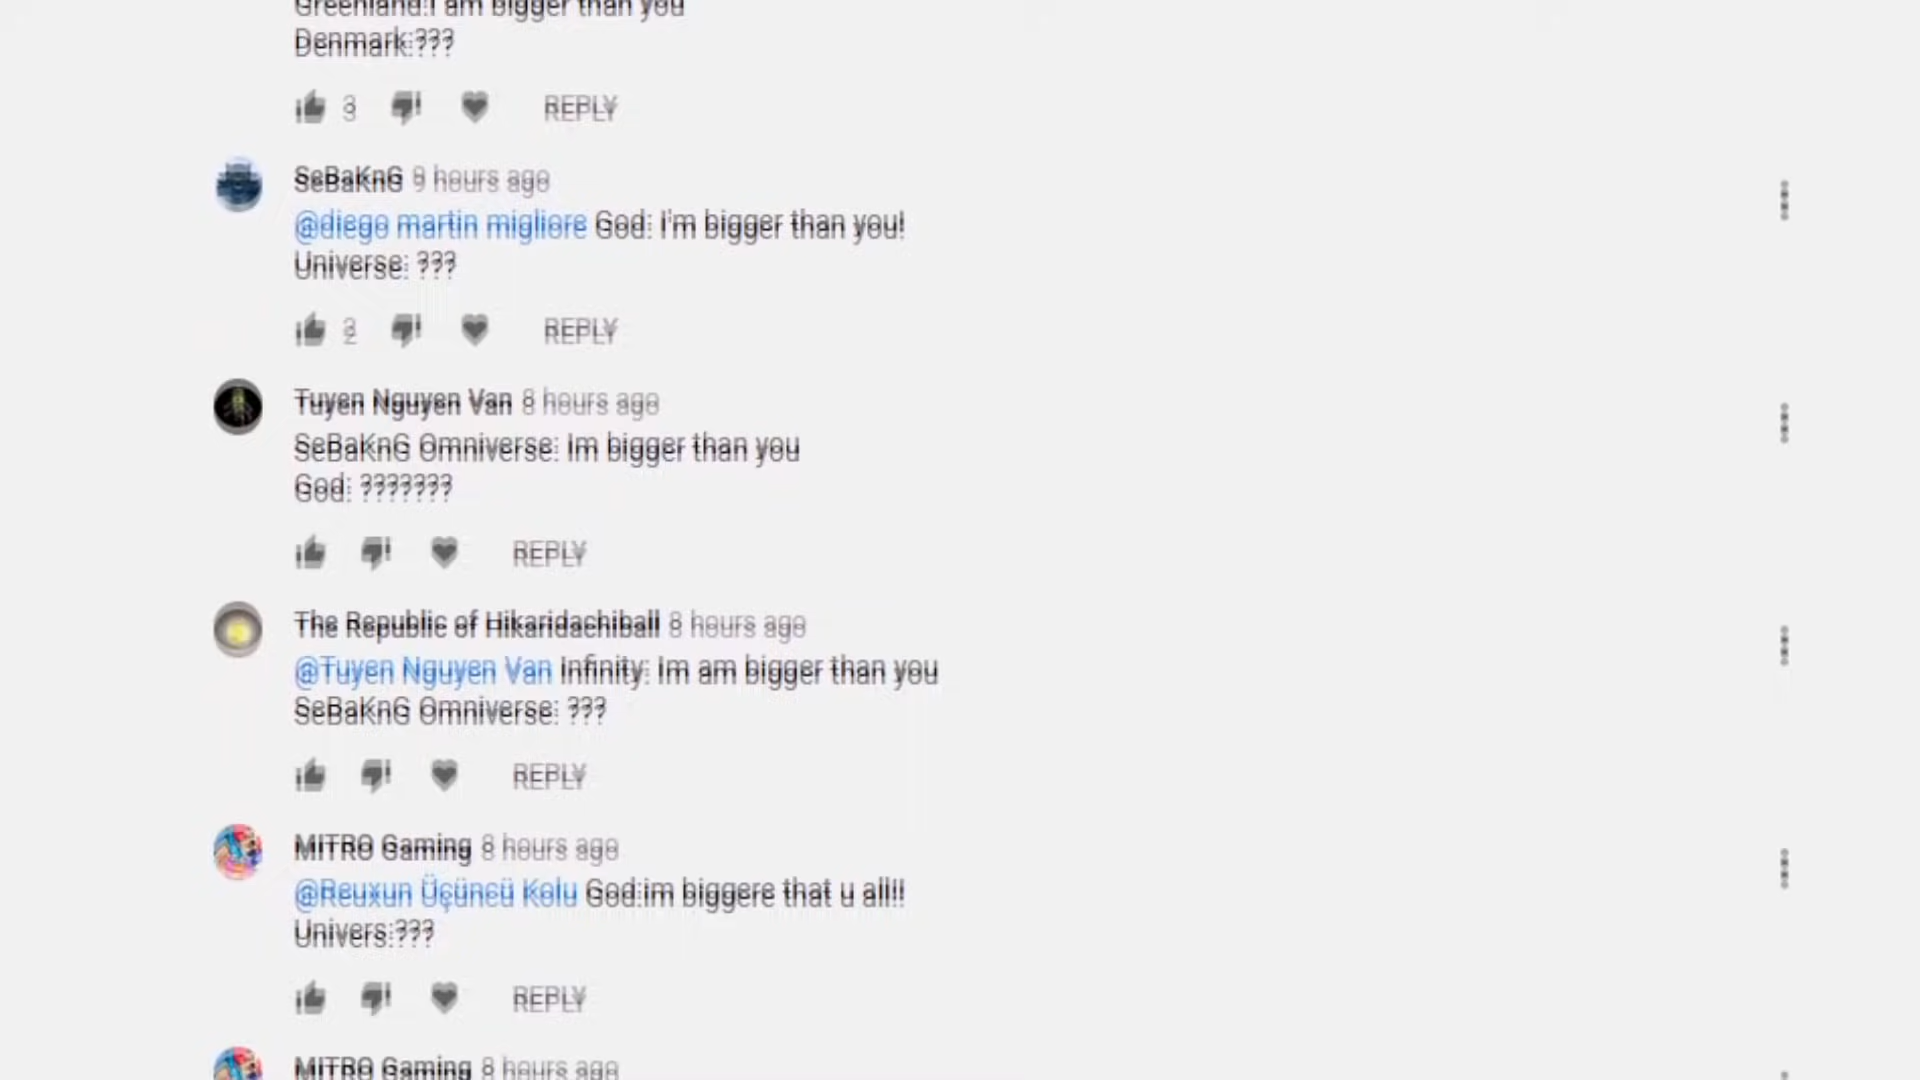 Greenland:I am bigger than you
Denmark:???
3 REPLY
SeBaKnG 9 hours ago
@diego martin migliore God: I'm bigger than you!
Universe: ???
2 REPLY
Tuyen Nguyen Van 8 hours ago
SeBaKnG Omniverse: Im bigger than you
God: ???????
REPLY
The Republic of Hikaridachiball 8 hours ago
@Tuyen Nguyen Van Infinity: Im am bigger than you
SeBaKnG Omniverse: ???
REPLY
MITRO Gaming 8 hours ago
@Reuxun Üçüncü Kolu God:im biggere that u all!!
Univers:???
REPLY
MITRO Gaming 8 hours ago